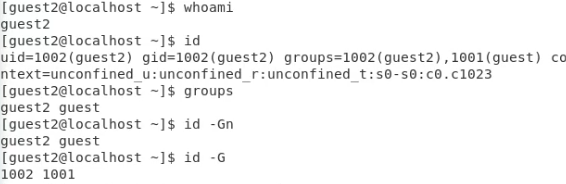 [guest2@localhost ~]$ whoami
guest2
[guest2@localhost ~]$ id
uid=1002(guest2) gid=1002(guest2) groups=1002(guest2),1001(guest) co
ntext=unconfined_u:unconfined_r:unconfined_t:s0-s0:c0.c1023
[guest2@localhost ~]$ groups
guest2 guest
[guest2@localhost ~]$ id -Gn
guest2 guest
[guest2@localhost ~]$ id -G
1002 1001